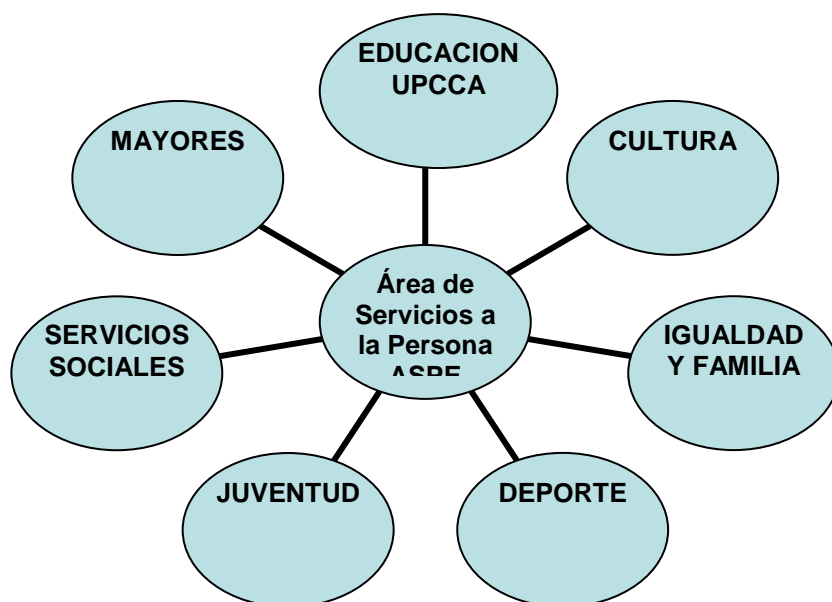 EDUCACION
UPCCA
MAYORES
CULTURA
Área de
Servicios a
la Persona
SERVICIOS
SOCIALES
IGUALDAD
Y FAMILIA
JUVENTUD
DEPORTE